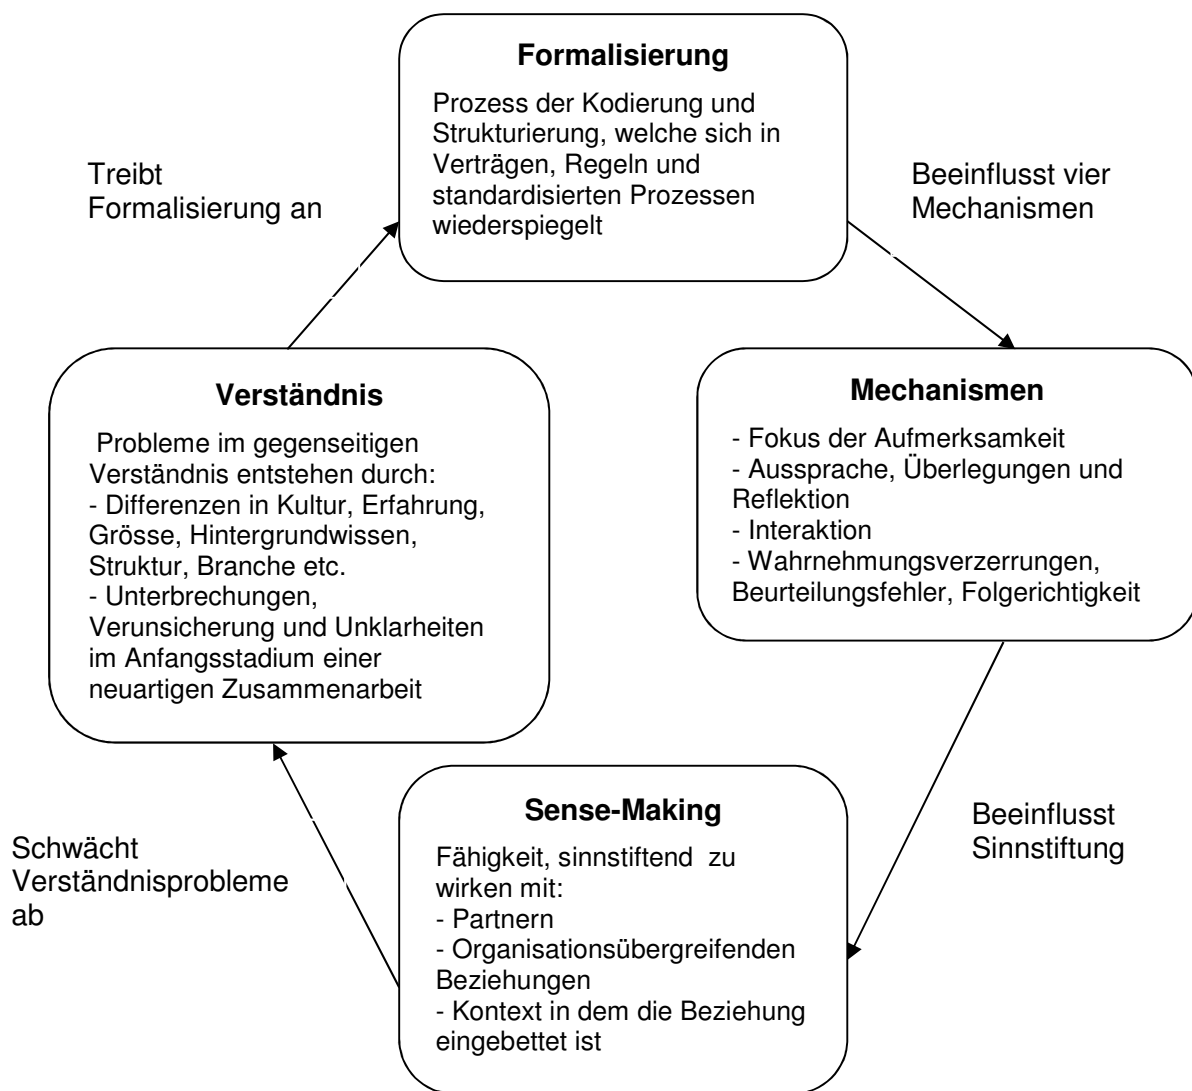 Formalisierung
Prozess der Kodierung und
Strukturierung, welche sich in
Verträgen, Regeln und
standardisierten Prozessen
wiederspiegelt
Treibt
Formalisierung an
Beeinflusst vier
Mechanismen
Verständnis
Probleme im gegenseitigen
Verständnis entstehen durch:
- Differenzen in Kultur, Erfahrung,
Grösse, Hintergrundwissen,
Struktur, Branche etc.
- Unterbrechungen,
Verunsicherung und Unklarheiten
im Anfangsstadium einer
neuartigen Zusammenarbeit
Mechanismen
- Fokus der Aufmerksamkeit
- Aussprache, Überlegungen und
Reflektion
- Interaktion
- Wahrnehmungsverzerrungen,
Beurteilungsfehler, Folgerichtigkeit
Schwächt
Verständnisprobleme
ab
Sense-Making
Fähigkeit, sinnstiftend zu
wirken mit:
- Partnern
- Organisationsübergreifenden
Beziehungen
- Kontext in dem die Beziehung
eingebettet ist
Beeinflusst
Sinnstiftung